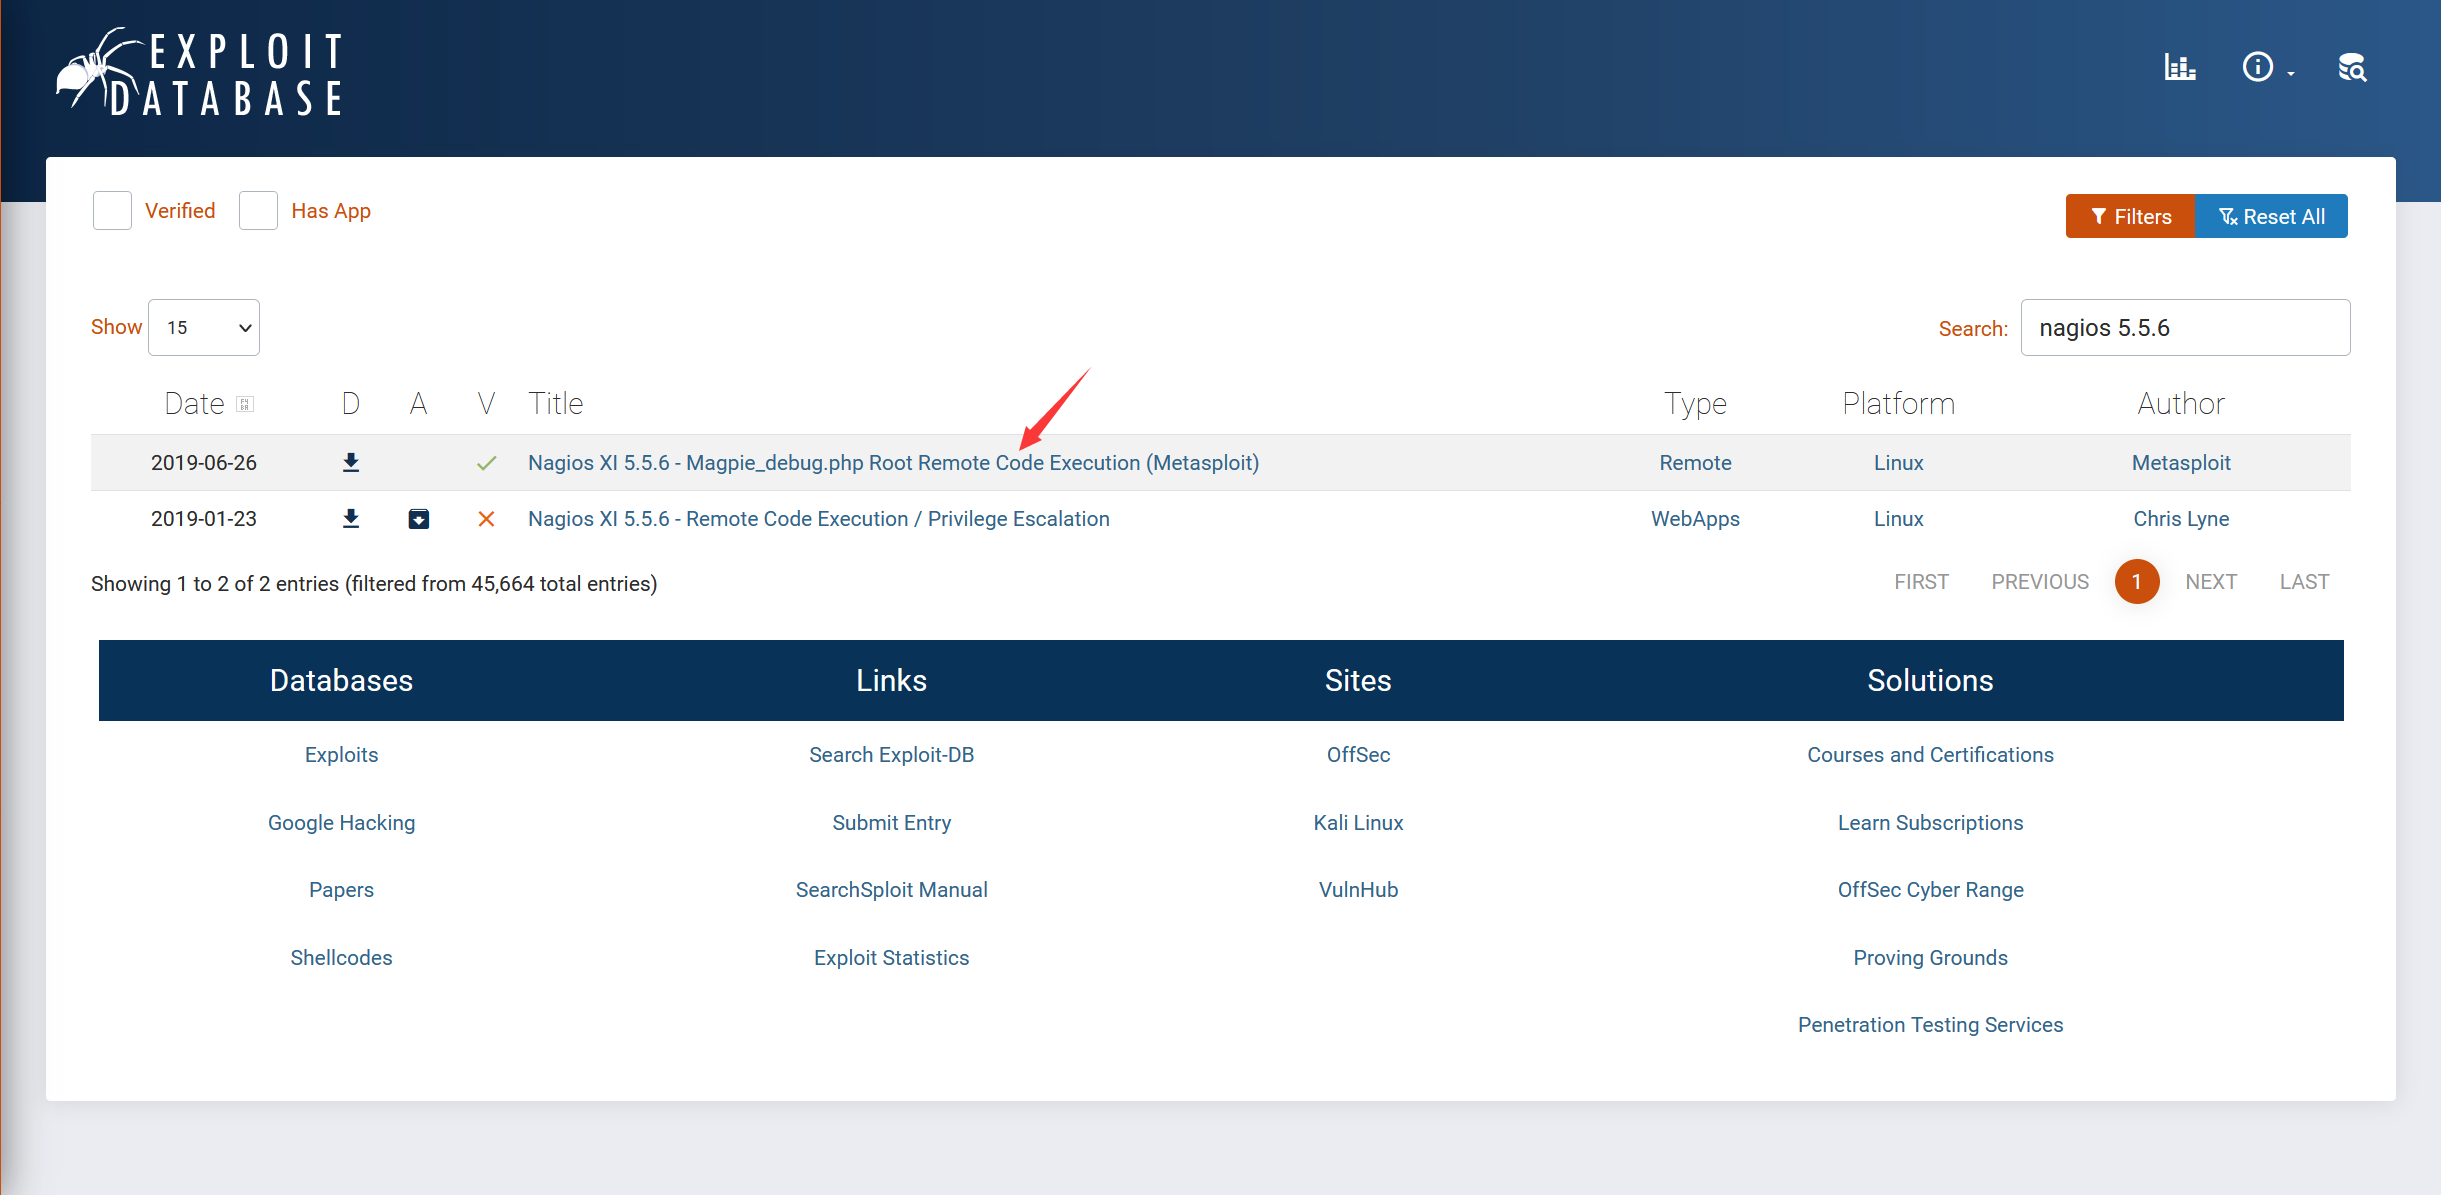 EXPLOIT
DATABASE
Verified Has App
Filters Reset All
Show 15
Search: nagios 5.5.6
Date D A V Title Type Platform Author
2019-06-26 Nagios XI 5.5.6 - Magpie_debug.php Root Remote Code Execution (Metasploit) Remote Linux Metasploit
2019-01-23 Nagios XI 5.5.6 - Remote Code Execution / Privilege Escalation WebApps Linux Chris Lyne
Showing 1 to 2 of 2 entries (filtered from 45,664 total entries)
FIRST PREVIOUS 1 NEXT LAST
Databases Links Sites Solutions
Exploits Search Exploit-DB OffSec Courses and Certifications
Google Hacking Submit Entry Kali Linux Learn Subscriptions
Papers SearchSploit Manual VulnHub OffSec Cyber Range
Shellcodes Exploit Statistics Proving Grounds
Penetration Testing Services